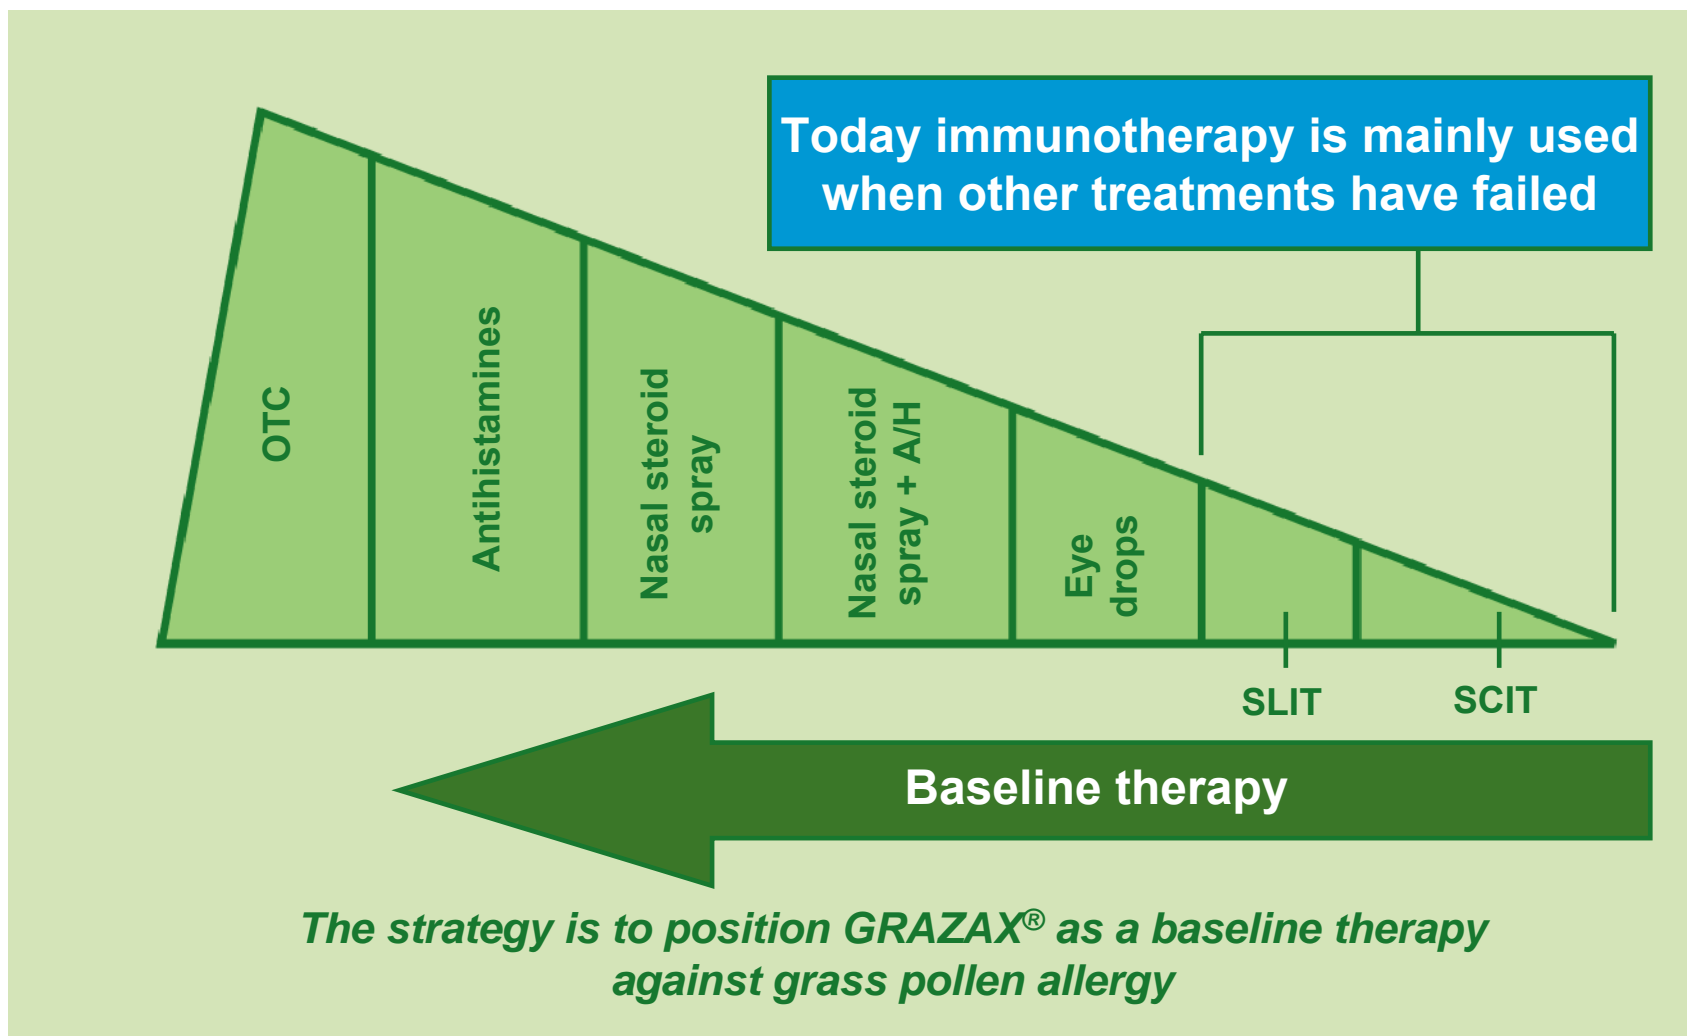 Today immunotherapy is mainly used
when other treatments have failed
OTC
Antihistamines
Nasal steroid
spray
Nasal steroid
spray + A/H
Eye
drops
SLIT
SCIT
Baseline therapy
The strategy is to position GRAZAX® as a baseline therapy
against grass pollen allergy